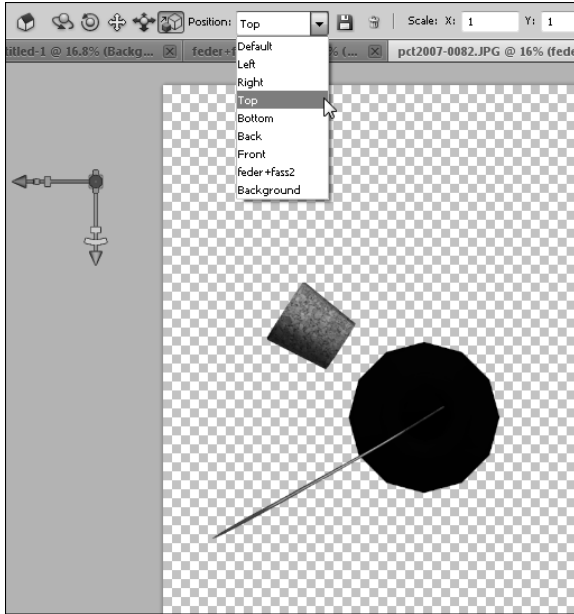 Position: Top Scale: X: 1 Y: 1
titled-1 @ 16.8% (Backg... feder+f % (... pct2007-0082.JPG @ 16% (fede
Default
Left
Right
Top
Bottom
Back
Front
feder+fass2
Background